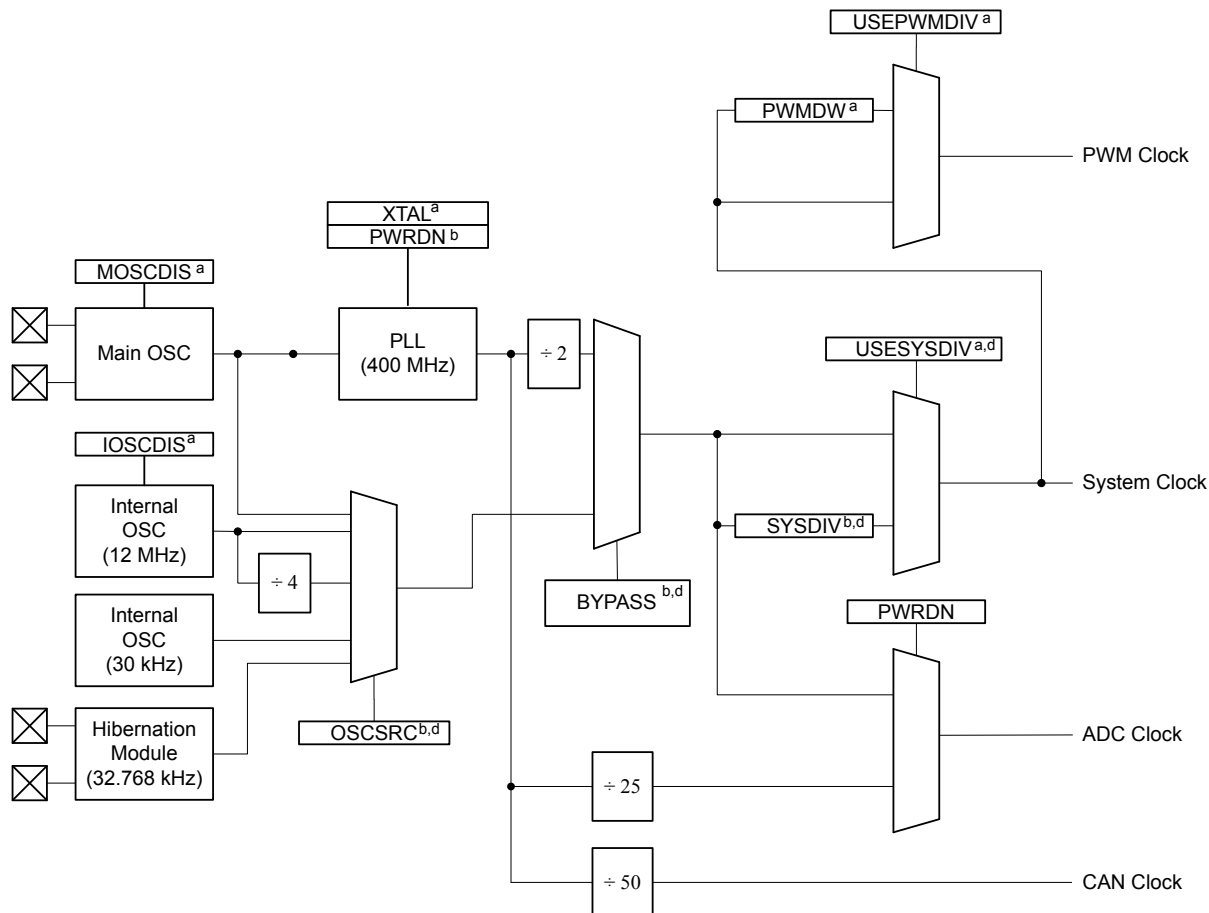 USEPWMDIV a
PWMDW a
PWM Clock
XTAL a
PWRDN b
MOSCDIS a
Main OSC
PLL
(400 MHz)
÷ 2
USESYSDIV a,d
IOSCDIS a
Internal
OSC
(12 MHz)
÷ 4
System Clock
SYSDIV b,d
BYPASS b,d
Internal
OSC
(30 kHz)
PWRDN
OSCSRC b,d
Hibernation
Module
(32.768 kHz)
ADC Clock
÷ 25
÷ 50
CAN Clock